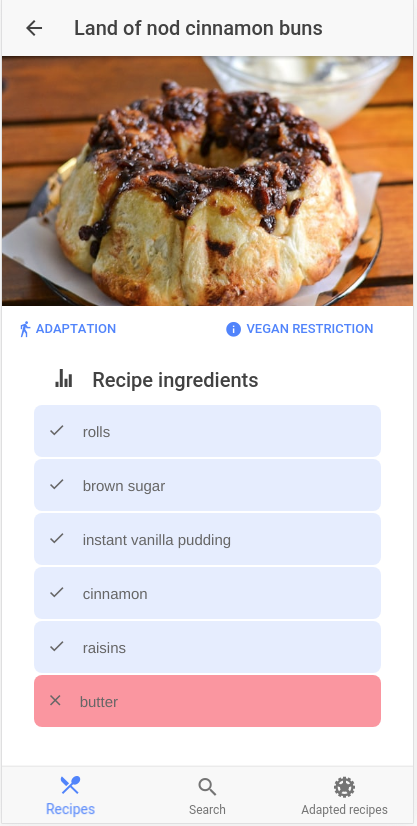 Land of nod cinnamon buns
ADAPTATION
VEGAN RESTRICTION
Recipe ingredients
rolls
brown sugar
instant vanilla pudding
cinnamon
raisins
butter
Recipes
Search
Adapted recipes